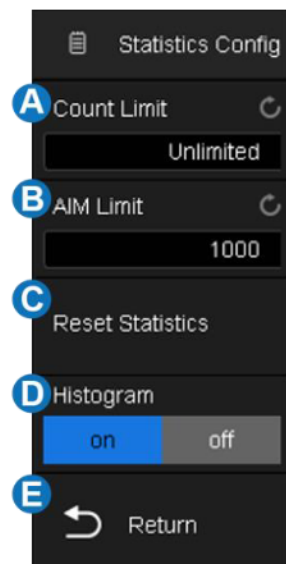 Statistics Config
A
Count Limit
Unlimited
B
AIM Limit
1000
C
Reset Statistics
D
Histogram
on off
E
Return